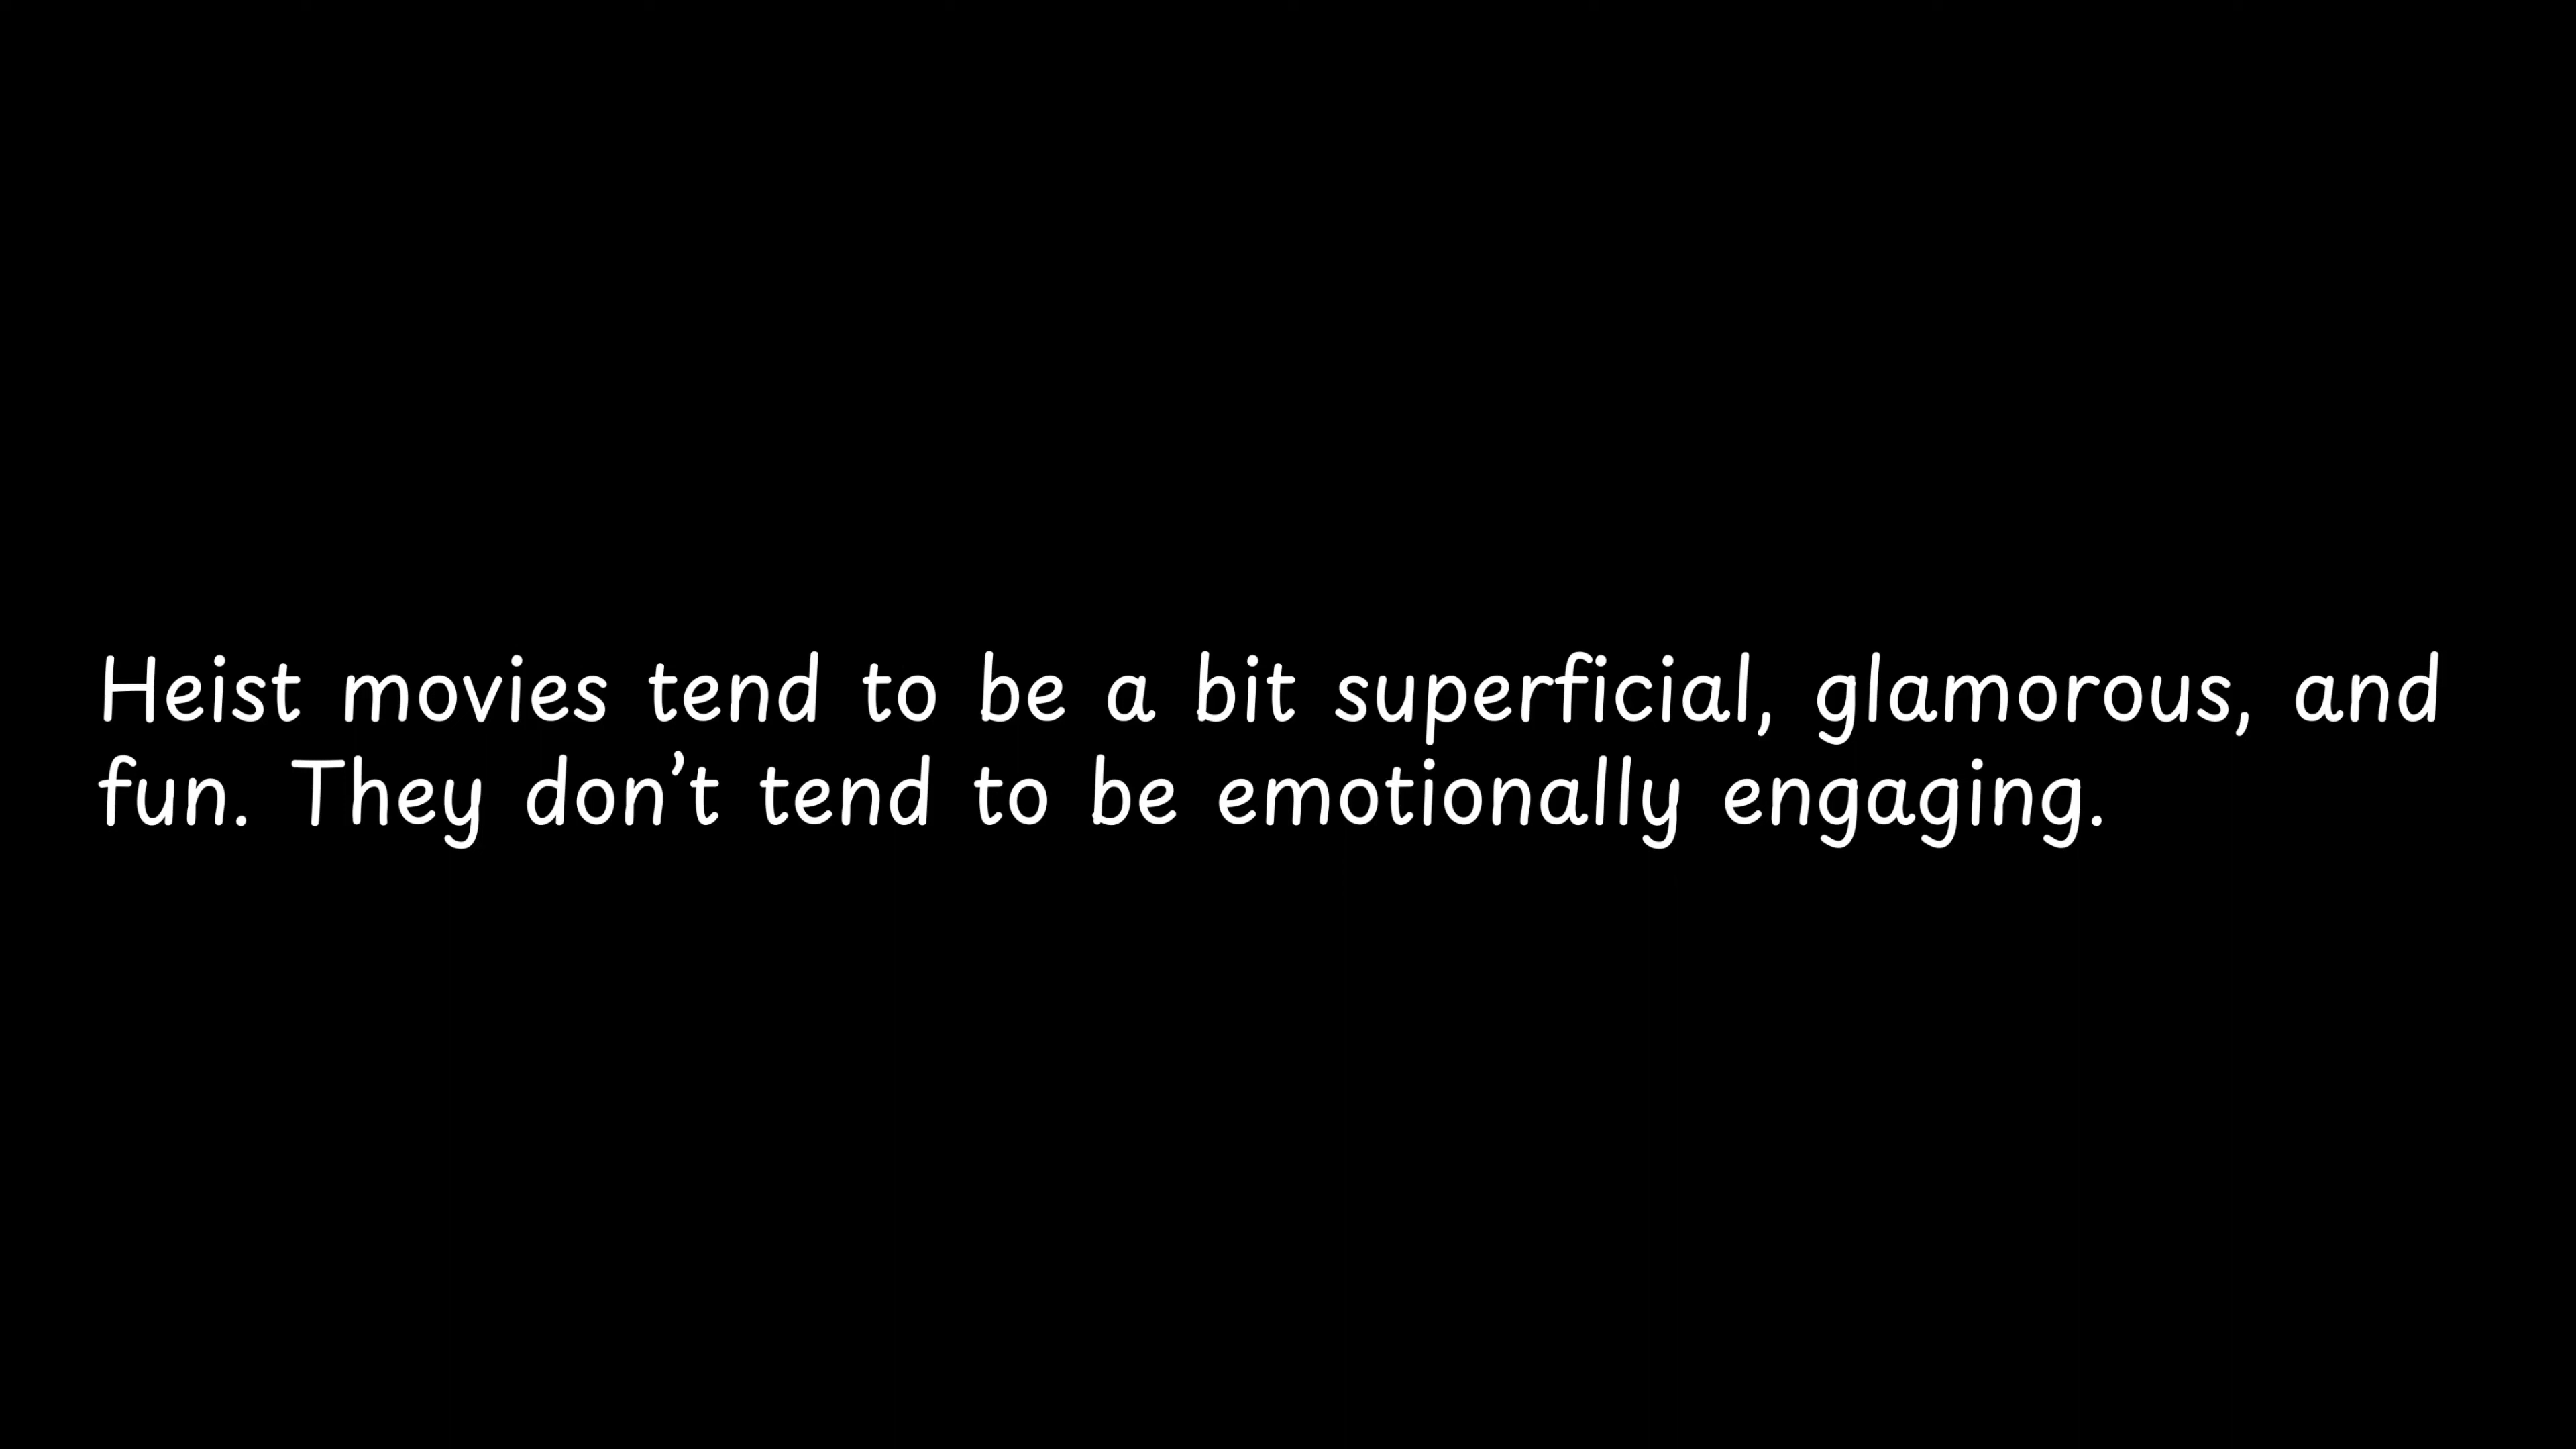 Heist movies tend to be a bit superficial, glamorous, and
fun. They don’t tend to be emotionally engaging.